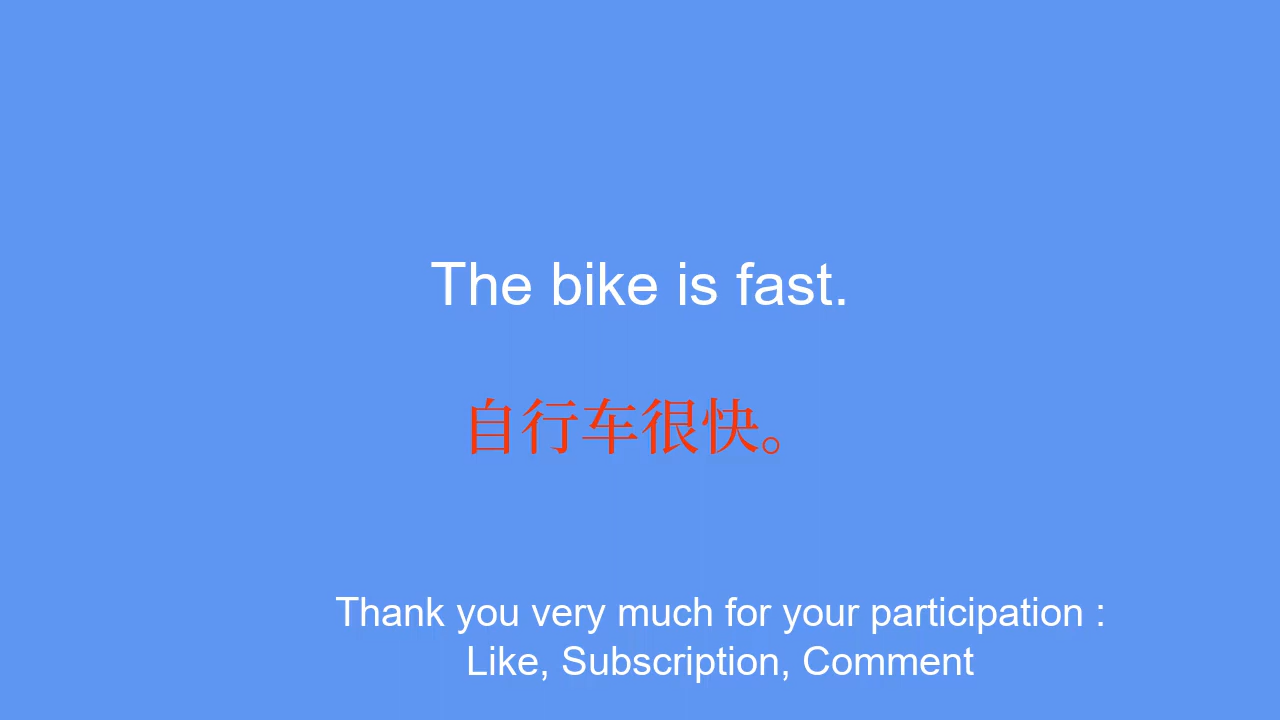 The bike is fast.
自行车很快。
Thank you very much for your participation :
Like, Subscription, Comment